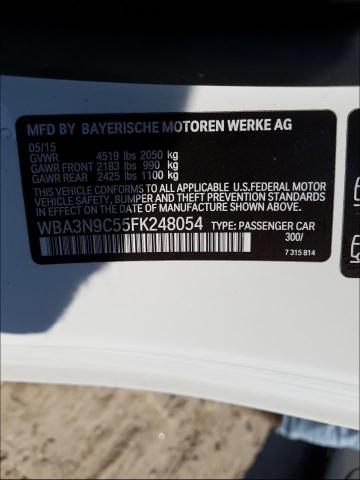 MFD BY BAYERISCHE MOTOREN WERKE AG
05/15
GVWR 4519 lbs 2050 kg
GAWR FRONT 2183 lbs 990 kg
GAWR REAR 2425 lbs 1100 kg
THIS VEHICLE CONFORMS TO ALL APPLICABLE U.S.FEDERAL MOTOR
VEHICLE SAFETY, BUMPER, AND THEFT PREVENTION STANDARDS
IN EFFECT ON THE DATE OF MANUFACTURE SHOWN ABOVE.
WBA3N9C55FK248054 TYPE: PASSENGER CAR
300/
7 315 814